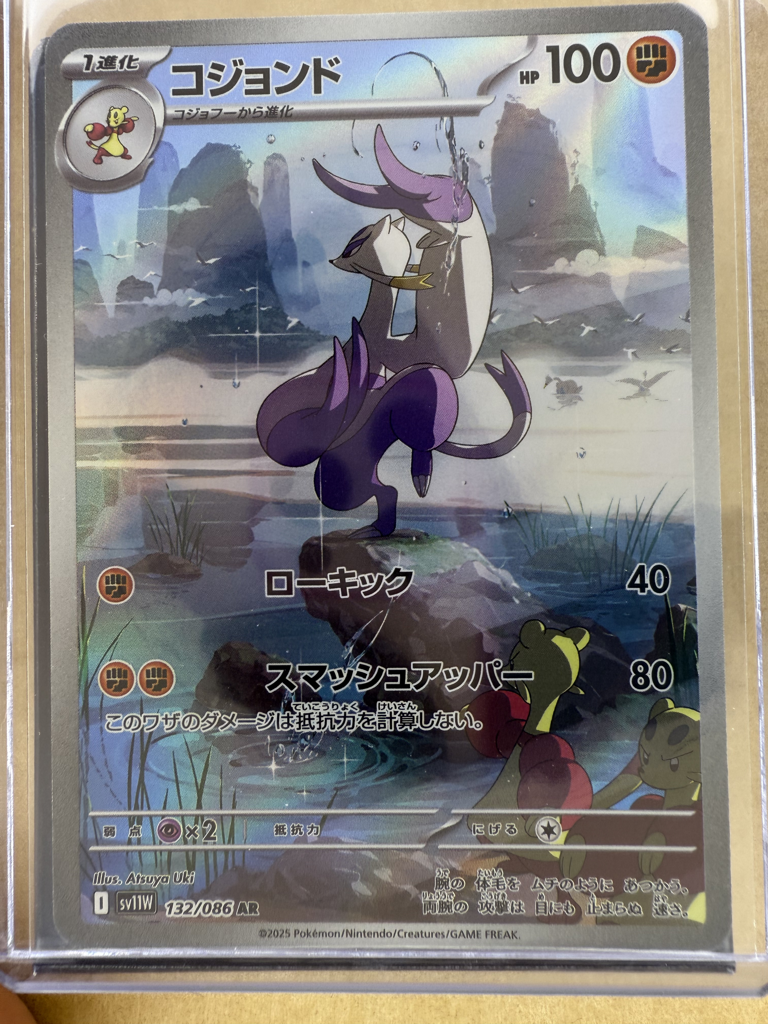 1進化
コジョンド
HP 100
コジョフーから進化
ローキック 40
スマッシュアッパー 80
このワザのダメージは抵抗力を計算しない。
弱点 ×2 抵抗力 にげる
Illus. Atsuya Uki
腕の 体毛を ムチのように あつかう。
I sv11W 132/086 AR
両腕の 攻撃は 目にも 止まらぬ 速さ。
©2025 Pokémon/Nintendo/Creatures/GAME FREAK.